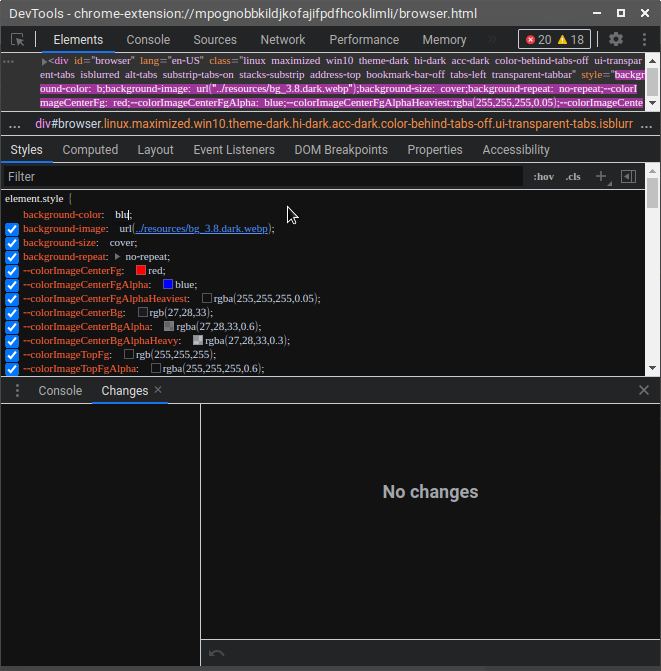 DevTools - chrome-extension://mpognobbkildjkofajifpdfhcoklimli/browser.html
Elements Console Sources Network Performance Memory » 20 18
<div id="browser" lang="en-US" class="linux maximized win10 theme-dark hi-dark acc-dark color-behind-tabs-off ui-transpar
ent-tabs isblurred alt-tabs substrip-tabs-on stacks-substrip address-top bookmark-bar-off tabs-left transparent-tabbar" style="backgr
ound-color: b;background-image: url("../resources/bg_3.8.dark.webp");background-size: cover;background-repeat: no-repeat;--colorI
mageCenterFg: red;--colorImageCenterFgAlpha: blue;--colorImageCenterFgAlphaHeaviest:rgba(255,255,255,0.05);--colorImageCente
... div#browser.linux.maximized.win10.theme-dark.hi-dark.acc-dark.color-behind-tabs-off.ui-transparent-tabs.isblurr ...
Styles Computed Layout Event Listeners DOM Breakpoints Properties Accessibility
Filter :hov .cls +
element.style {
background-color: blu;
background-image: url(../resources/bg_3.8.dark.webp);
background-size: cover;
background-repeat: no-repeat;
--colorImageCenterFg: red;
--colorImageCenterFgAlpha: blue;
--colorImageCenterFgAlphaHeaviest: rgba(255,255,255,0.05);
--colorImageCenterBg: rgb(27,28,33);
--colorImageCenterBgAlpha: rgba(27,28,33,0.6);
--colorImageCenterBgAlphaHeavy: rgba(27,28,33,0.3);
--colorImageTopFg: rgb(255,255,255);
--colorImageTopFgAlpha: rgba(255,255,255,0.6);
Console Changes
No changes